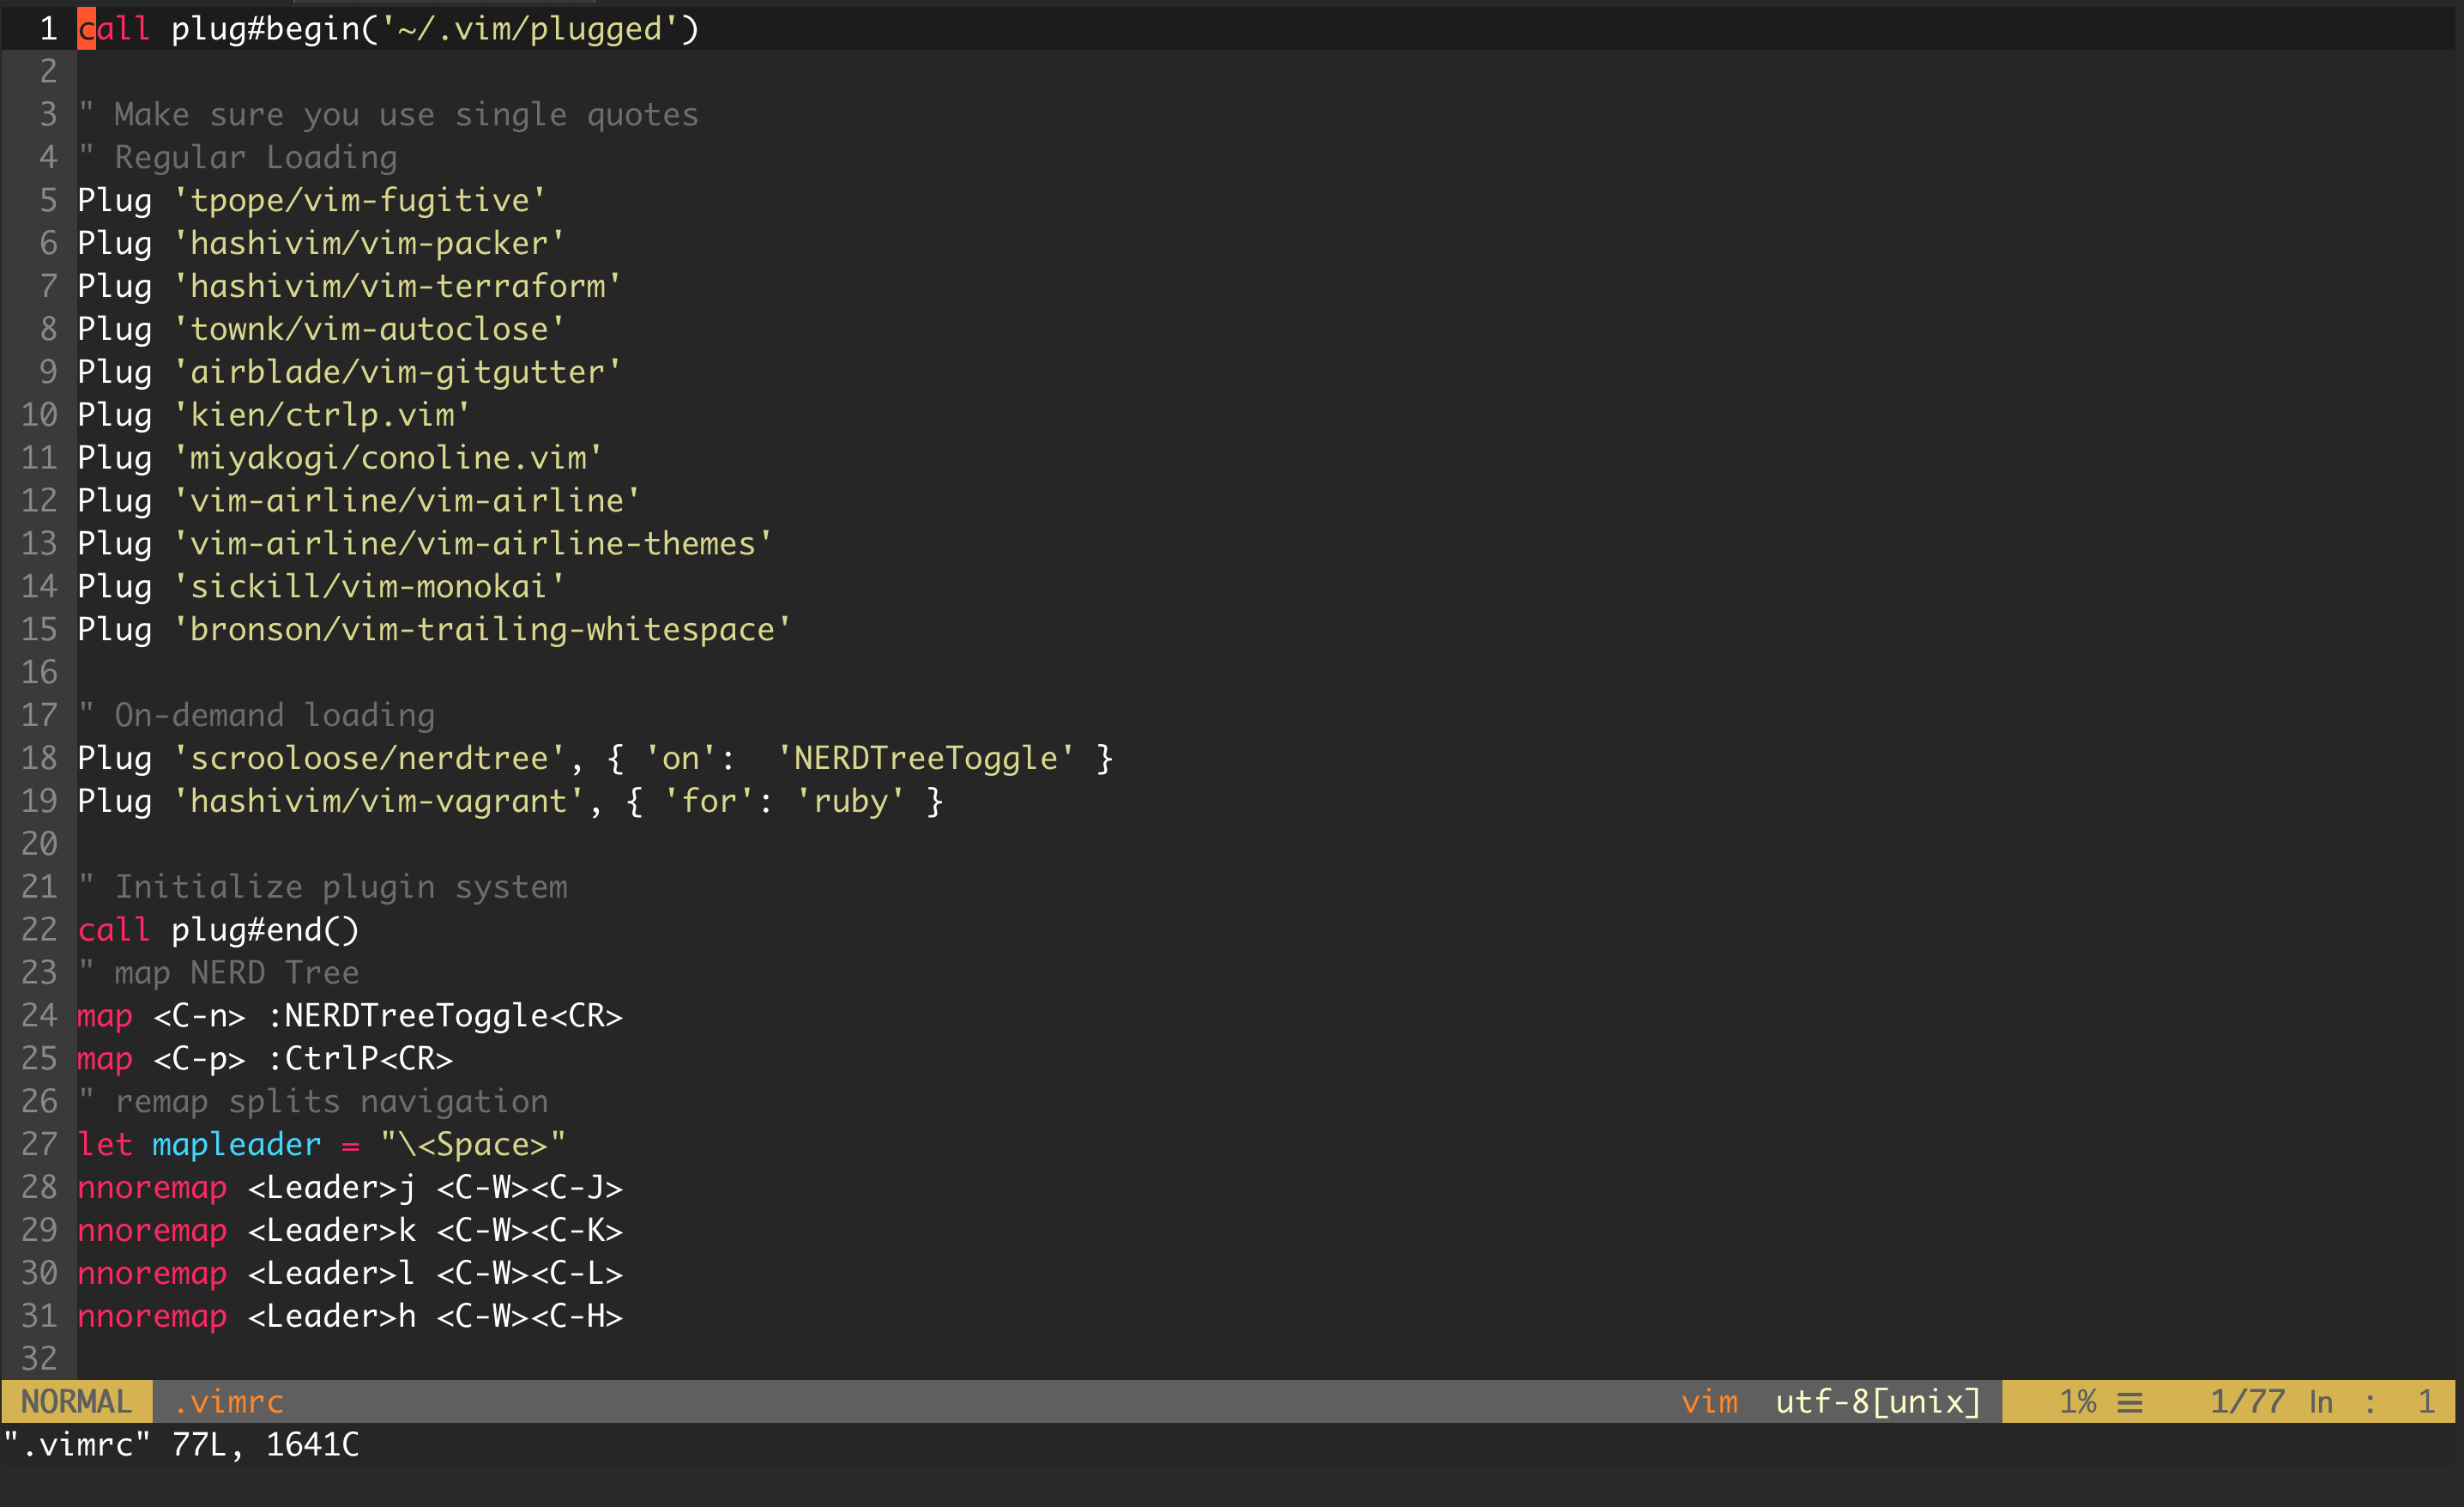 1 call plug#begin('~/.vim/plugged')
2
3 " Make sure you use single quotes
4 " Regular Loading
5 Plug 'tpope/vim-fugitive'
6 Plug 'hashivim/vim-packer'
7 Plug 'hashivim/vim-terraform'
8 Plug 'townk/vim-autoclose'
9 Plug 'airblade/vim-gitgutter'
10 Plug 'kien/ctrlp.vim'
11 Plug 'miyakogi/conoline.vim'
12 Plug 'vim-airline/vim-airline'
13 Plug 'vim-airline/vim-airline-themes'
14 Plug 'sickill/vim-monokai'
15 Plug 'bronson/vim-trailing-whitespace'
16
17 " On-demand loading
18 Plug 'scrooloose/nerdtree', { 'on':  'NERDTreeToggle' }
19 Plug 'hashivim/vim-vagrant', { 'for': 'ruby' }
20
21 " Initialize plugin system
22 call plug#end()
23 " map NERD Tree
24 map <C-n> :NERDTreeToggle<CR>
25 map <C-p> :CtrlP<CR>
26 " remap splits navigation
27 let mapleader = "\<Space>"
28 nnoremap <Leader>j <C-W><C-J>
29 nnoremap <Leader>k <C-W><C-K>
30 nnoremap <Leader>l <C-W><C-L>
31 nnoremap <Leader>h <C-W><C-H>
32
NORMAL .vimrc vim utf-8[unix] 1% ☰ 1/77 ln : 1
".vimrc" 77L, 1641C